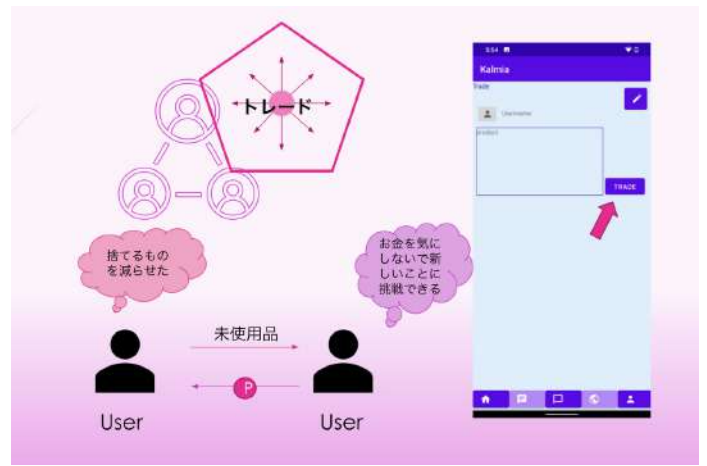 トレード
捨てるもの
を減らせた
お金を気に
しないで新
しいことに
挑戦できる
未使用品
P
User
User
5:54
Kalmia
Trade
Username
product
TRADE